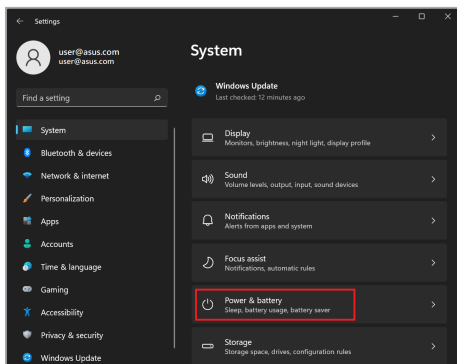 Settings
user@asus.com
user@asus.com
Find a setting
System
Bluetooth & devices
Network & internet
Personalization
Apps
Accounts
Time & language
Gaming
Accessibility
Privacy & security
Windows Update
System
Windows Update
Last checked: 12 minutes ago
Display
Monitors, brightness, night light, display profile
Sound
Volume levels, output, input, sound devices
Notifications
Alerts from apps and system
Focus assist
Notifications, automatic rules
Power & battery
Sleep, battery usage, battery saver
Storage
Storage space, drives, configuration rules